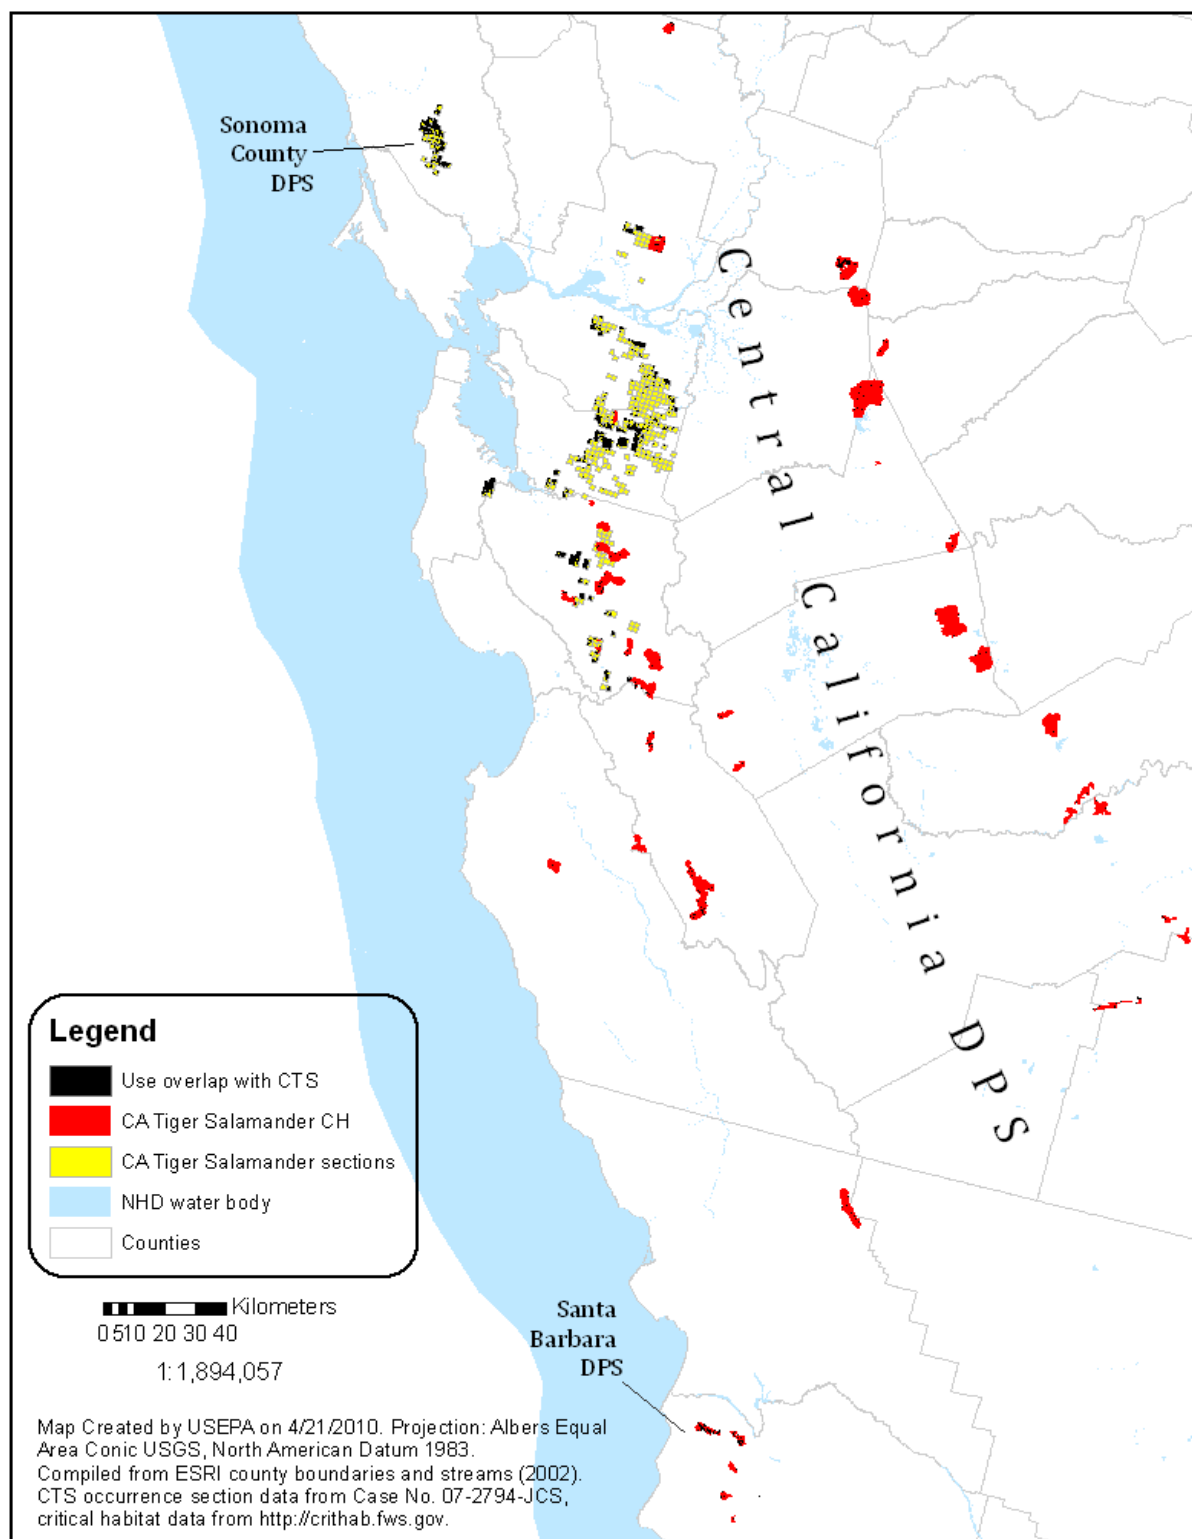 Sonoma
County
DPS
Central California DPS
Legend
Use overlap with CTS
CA Tiger Salamander CH
CA Tiger Salamander sections
NHD water body
Counties
Kilometers
0 510 20 30 40
1:1,894,057
Santa
Barbara
DPS
Map Created by USEPA on 4/21/2010. Projection: Albers Equal
Area Conic USGS, North American Datum 1983.
Compiled from ESRI county boundaries and streams (2002).
CTS occurrence section data from Case No. 07-2794-JCS,
critical habitat data from http://crithab.fws.gov.